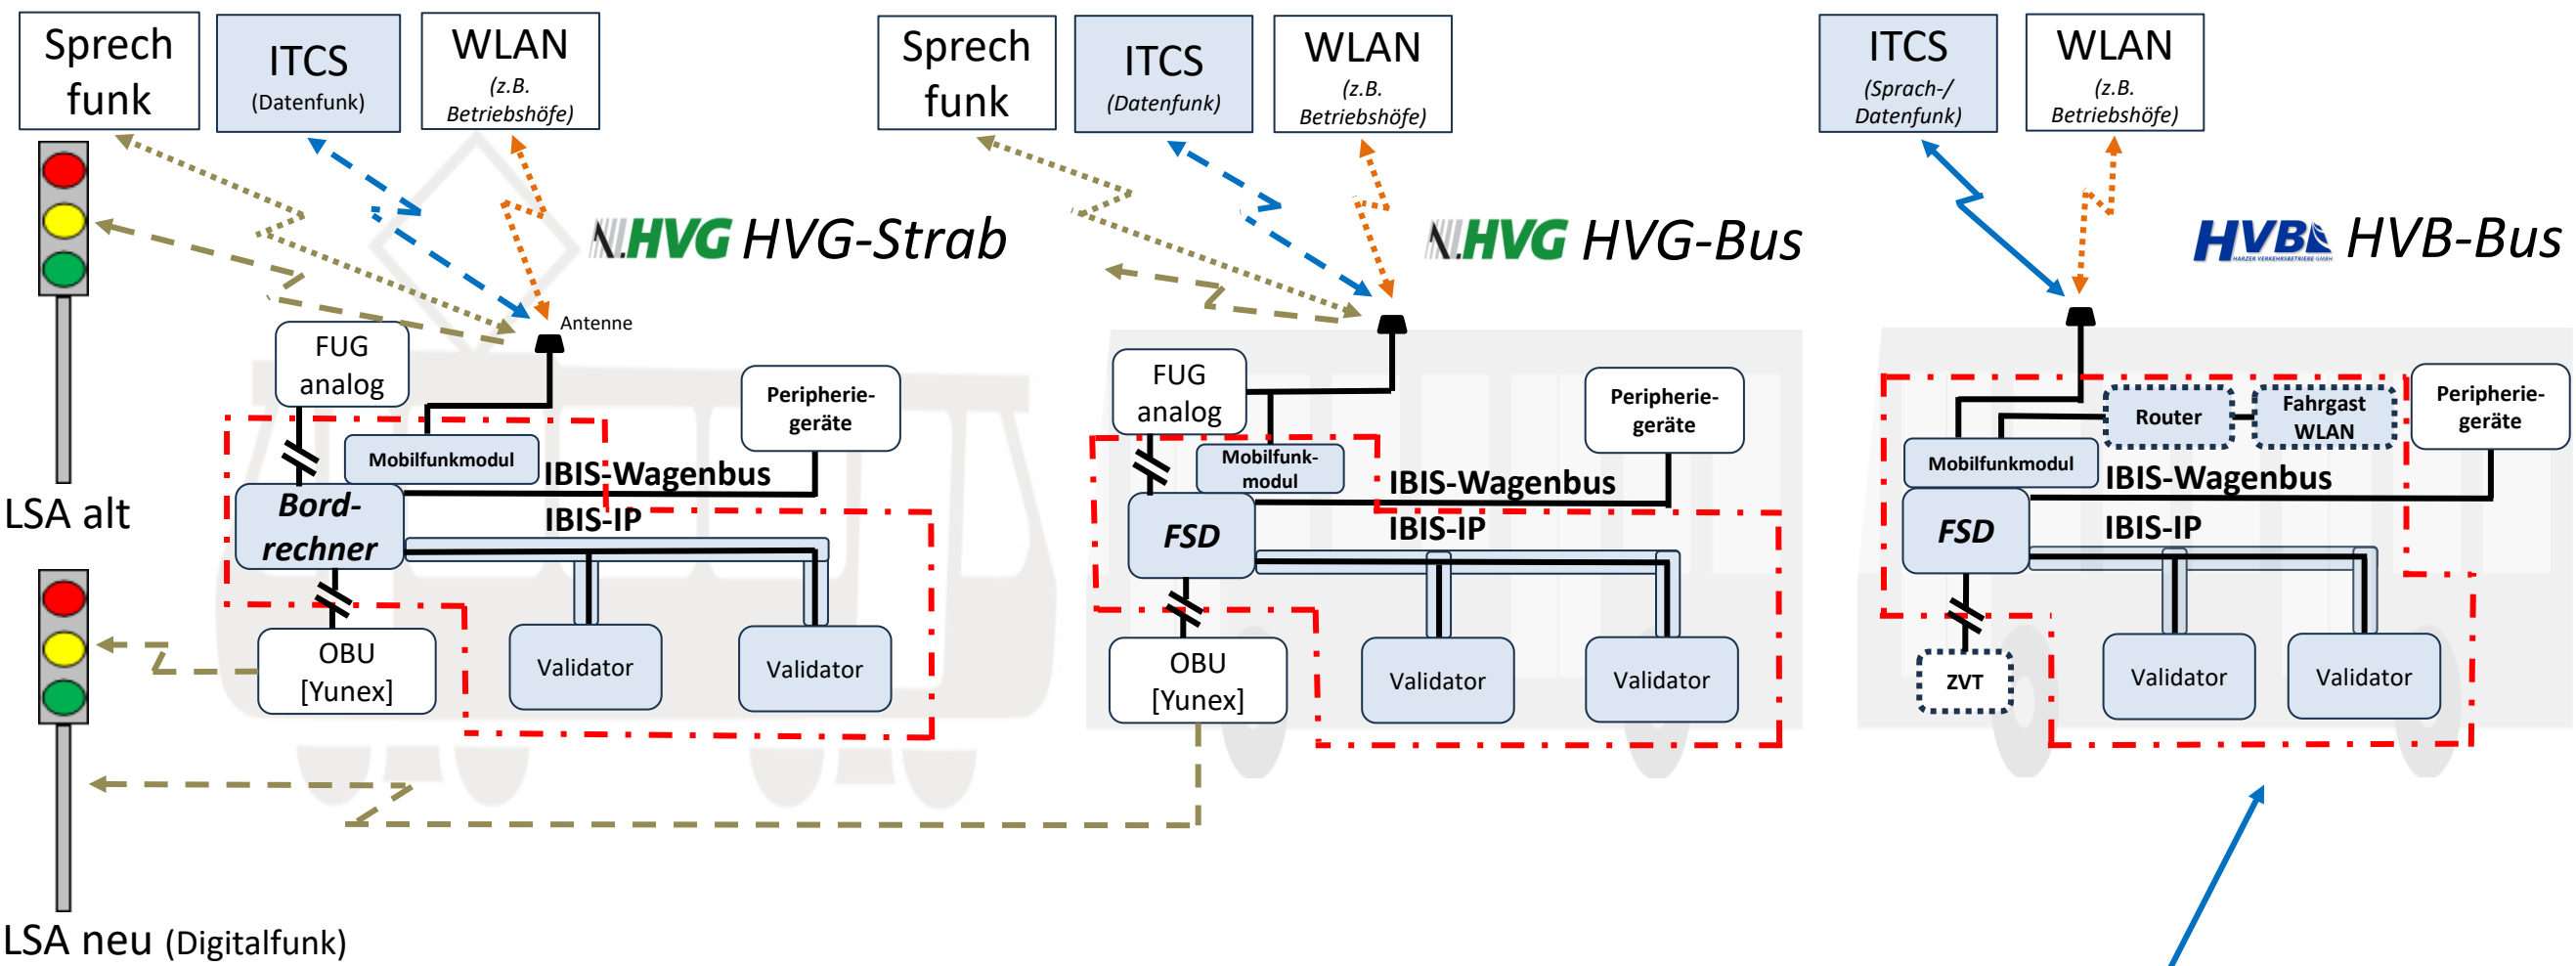 Sprech
funk
ITCS
(Datenfunk)
WLAN
(z.B.
Betriebshöfe)
Sprech
funk
ITCS
(Datenfunk)
WLAN
(z.B.
Betriebshöfe)
ITCS
(Sprach-/
Datenfunk)
WLAN
(z.B.
Betriebshöfe)
HVG HVG-Strab
HVG HVG-Bus
HVB HVB-Bus
HARZER VERKEHRSBETRIEBE GMBH
LSA alt
LSA neu (Digitalfunk)
Antenne
FUG
analog
Peripherie-
geräte
Mobilfunkmodul
IBIS-Wagenbus
Bord-
rechner
IBIS-IP
OBU
[Yunex]
Validator
Validator
FUG
analog
Peripherie-
geräte
Mobilfunk-
modul
IBIS-Wagenbus
FSD
IBIS-IP
OBU
[Yunex]
Validator
Validator
Router
Fahrgast
WLAN
Peripherie-
geräte
Mobilfunkmodul
IBIS-Wagenbus
FSD
IBIS-IP
ZVT
Validator
Validator